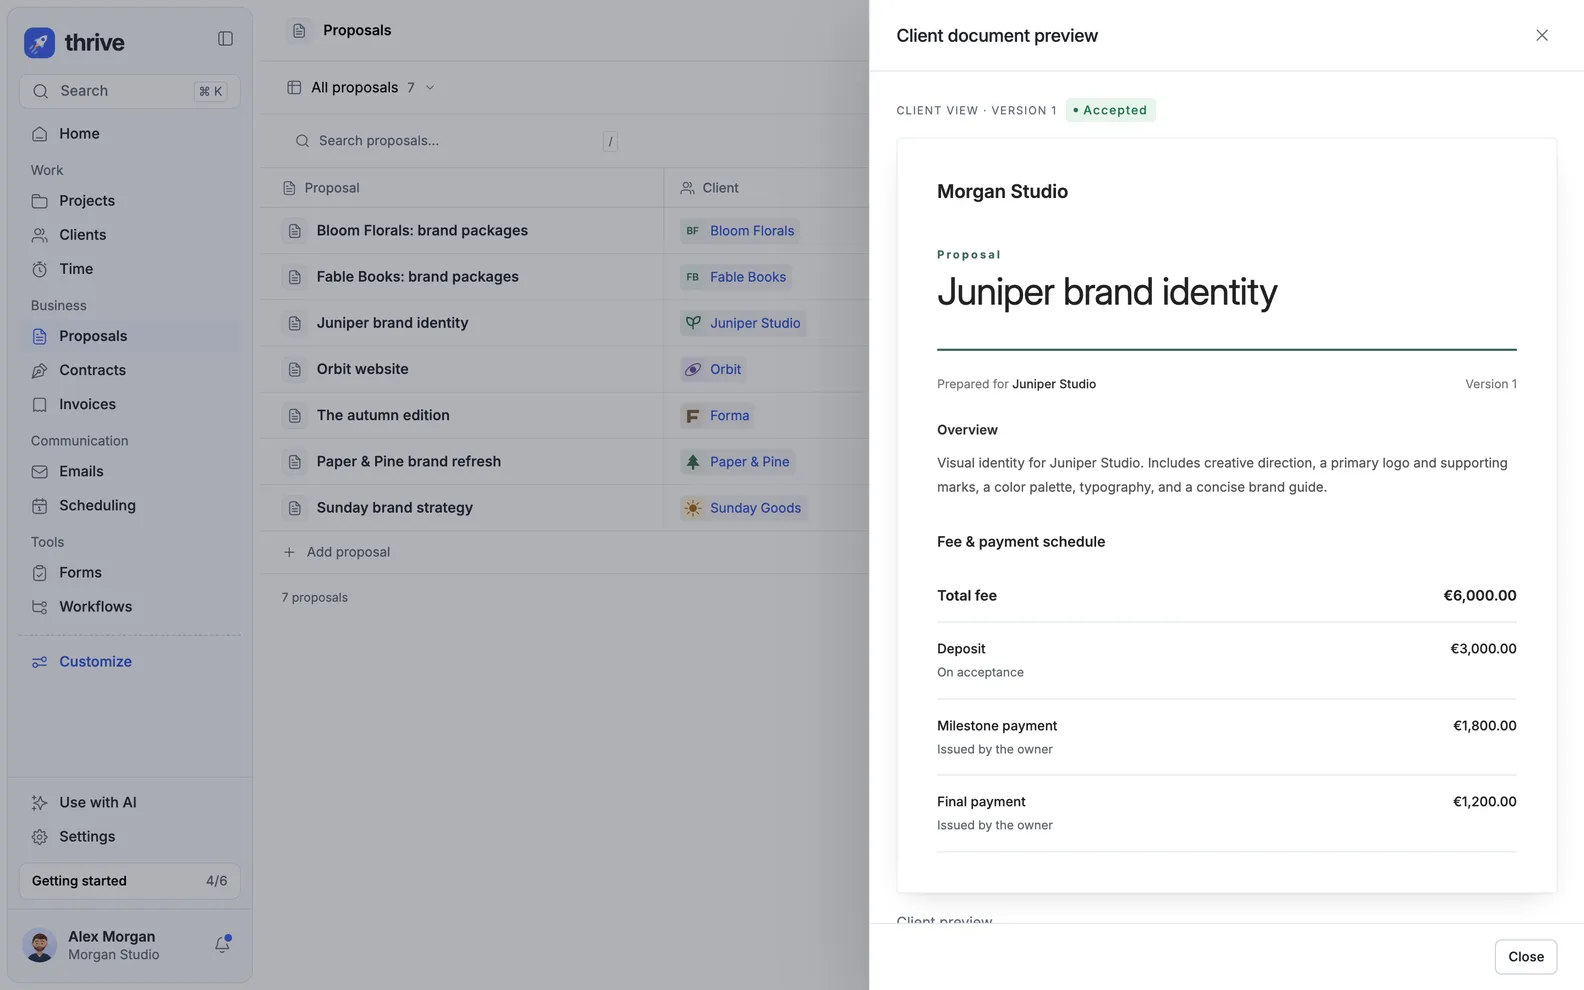 thrive
Search
⌘ K
Home
Work
Projects
Clients
Time
Business
Proposals
Contracts
Invoices
Communication
Emails
Scheduling
Tools
Forms
Workflows
Customize
Use with AI
Settings
Getting started 4/6
Alex Morgan
Morgan Studio
Proposals
All proposals 7
Search proposals... /
Proposal Client
Bloom Florals: brand packages BF Bloom Florals
Fable Books: brand packages FB Fable Books
Juniper brand identity Juniper Studio
Orbit website Orbit
The autumn edition F Forma
Paper & Pine brand refresh Paper & Pine
Sunday brand strategy Sunday Goods
+ Add proposal
7 proposals
Client document preview
CLIENT VIEW · VERSION 1 • Accepted
Morgan Studio
Proposal
Juniper brand identity
Prepared for Juniper Studio Version 1
Overview
Visual identity for Juniper Studio. Includes creative direction, a primary logo and supporting
marks, a color palette, typography, and a concise brand guide.
Fee & payment schedule
Total fee €6,000.00
Deposit €3,000.00
On acceptance
Milestone payment €1,800.00
Issued by the owner
Final payment €1,200.00
Issued by the owner
Client preview
Close